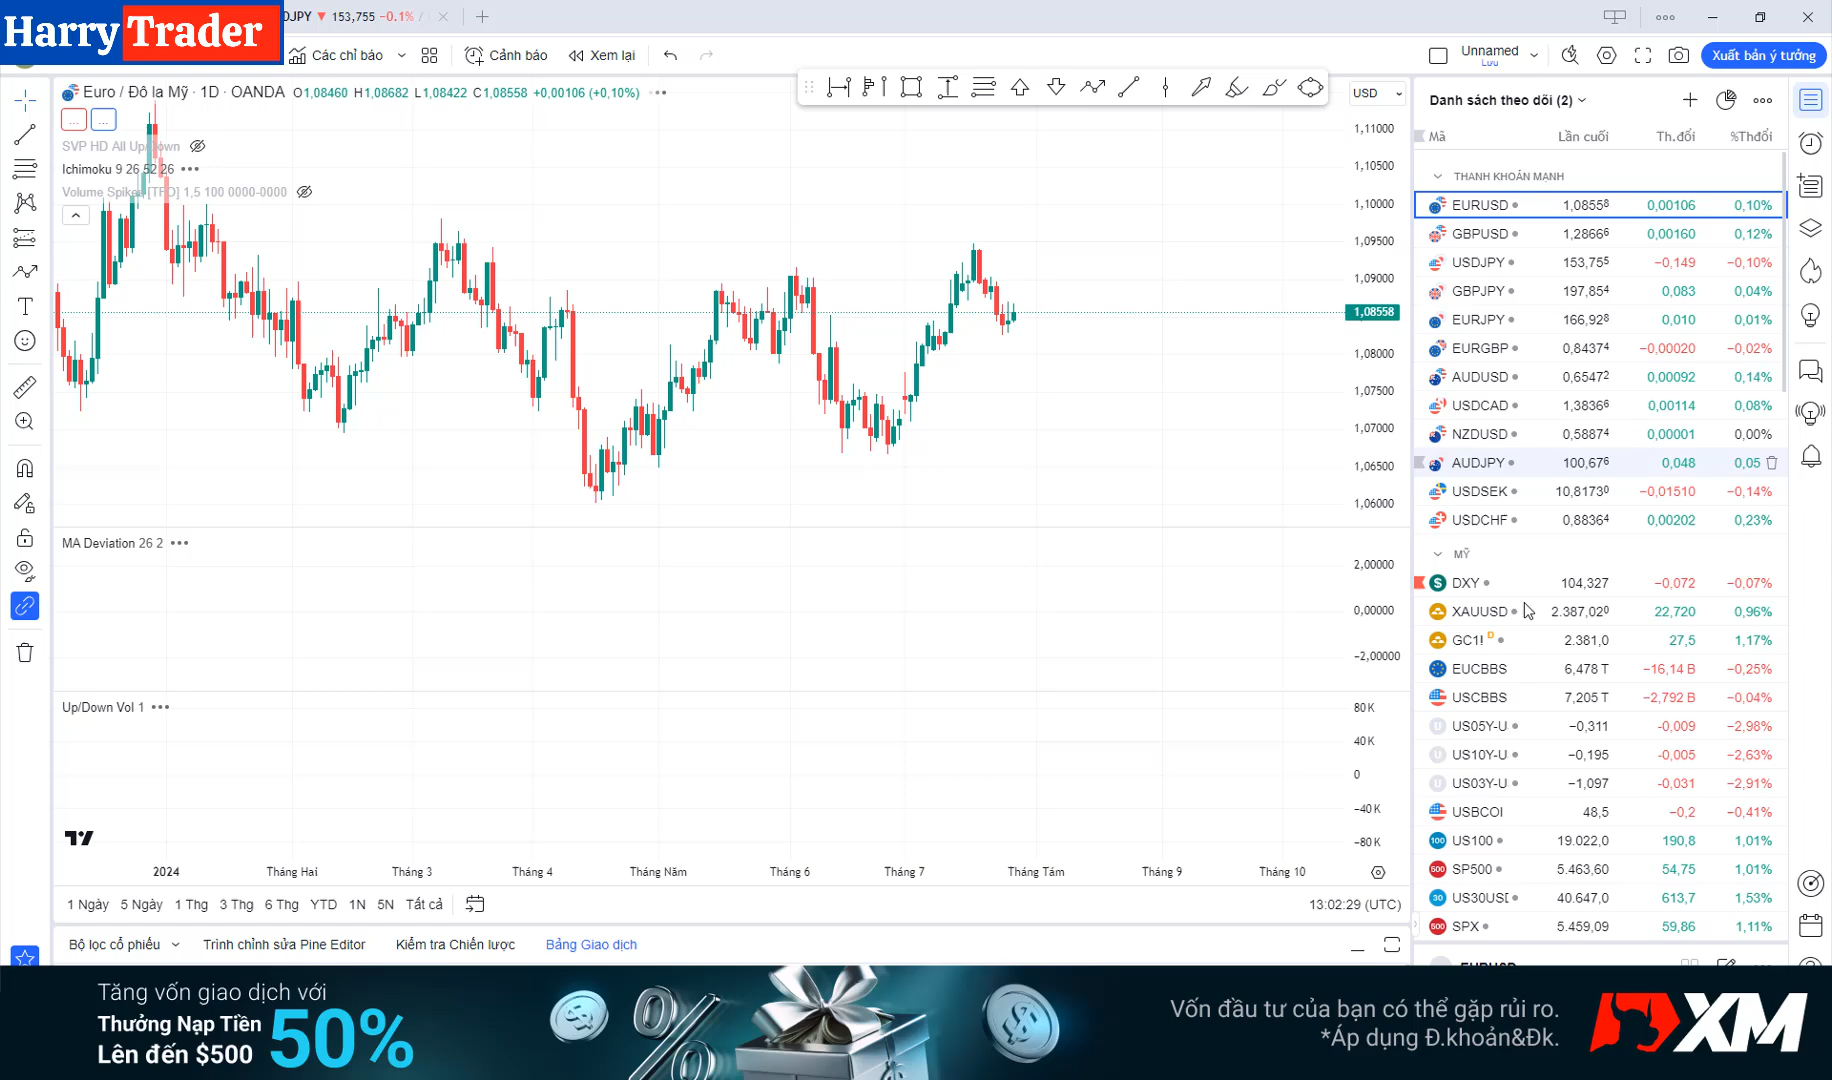 Harry Trader
DJPY 153,755 -0.1% /
Các chỉ báo
Cảnh báo
Xem lại
Unnamed
Lưu
Xuất bản ý tưởng
Euro / Đô la Mỹ · 1D · OANDA O1,08460 H1,08682 L1,08422 C1,08558 +0,00106 (+0,10%)
SVP HD All Up/Down
Ichimoku 9 26 52 26
Volume Spikes [TFO] 1,5 100 0000-0000
USD
1,11000
1,10500
1,10000
1,09500
1,09000
1,08558
1,08000
1,07500
1,07000
1,06500
1,06000
MA Deviation 26 2
2,00000
0,00000
−2,00000
Up/Down Vol 1
80 K
40 K
0
−40 K
−80 K
2024 Tháng Hai Tháng 3 Tháng 4 Tháng Năm Tháng 6 Tháng 7 Tháng Tám Tháng 9 Tháng 10
1 Ngày 5 Ngày 1 Thg 3 Thg 6 Thg YTD 1N 5N Tất cả
13:02:29 (UTC)
Bộ lọc cổ phiếu Trình chỉnh sửa Pine Editor Kiểm tra Chiến lược Bảng Giao dịch
Danh sách theo dõi (2)
Mã Lần cuối Th.đổi %Thđổi
THANH KHOẢN MẠNH
EURUSD 1,08558 0,00106 0,10%
GBPUSD 1,28666 0,00160 0,12%
USDJPY 153,755 −0,149 −0,10%
GBPJPY 197,854 0,083 0,04%
EURJPY 166,928 0,010 0,01%
EURGBP 0,84374 −0,00020 −0,02%
AUDUSD 0,65472 0,00092 0,14%
USDCAD 1,38366 0,00114 0,08%
NZDUSD 0,58874 0,00001 0,00%
AUDJPY 100,676 0,048 0,05
USDSEK 10,81730 −0,01510 −0,14%
USDCHF 0,88364 0,00202 0,23%
MỸ
DXY 104,327 −0,072 −0,07%
XAUUSD 2.387,020 22,720 0,96%
GC1! D 2.381,0 27,5 1,17%
EUCBBS 6,478 T −16,14 B −0,25%
USCBBS 7,205 T −2,792 B −0,04%
US05Y-U −0,311 -0,009 −2,98%
US10Y-U −0,195 -0,005 −2,63%
US03Y-U −1,097 -0,031 −2,91%
USBCOI 48,5 −0,2 −0,41%
US100 19.022,0 190,8 1,01%
SP500 5.463,60 54,75 1,01%
US30USD 40.647,0 613,7 1,53%
SPX 5.459,09 59,86 1,11%
EURUSD
Tăng vốn giao dịch với
Thưởng Nạp Tiền
Lên đến $500
50%
Vốn đầu tư của bạn có thể gặp rủi ro.
*Áp dụng Đ.khoản&Đk.
XM